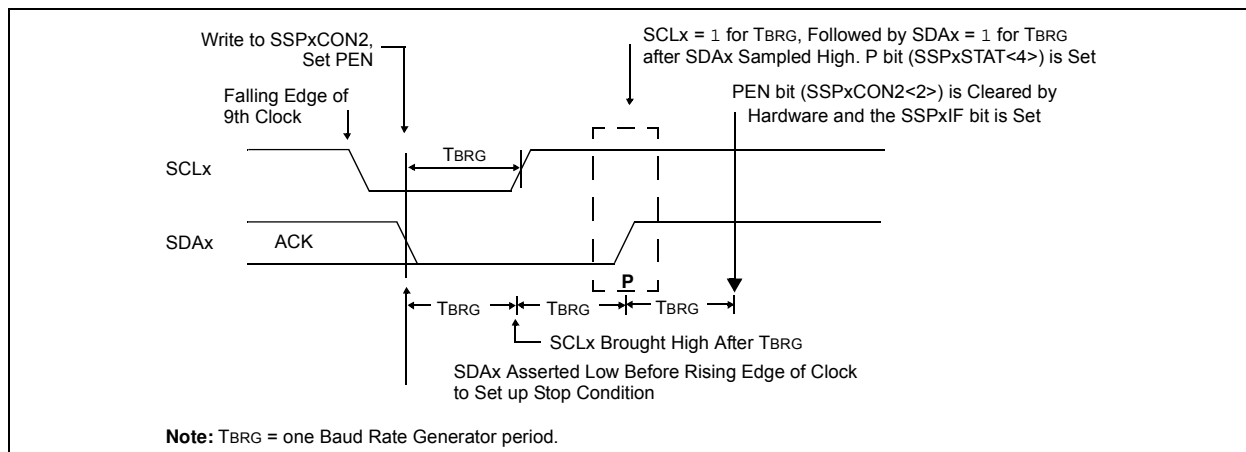 Write to SSPxCON2,
Set PEN
SCLx = 1 for TBRG, Followed by SDAx = 1 for TBRG
after SDAx Sampled High. P bit (SSPxSTAT<4>) is Set
Falling Edge of
9th Clock
PEN bit (SSPxCON2<2>) is Cleared by
Hardware and the SSPxIF bit is Set
SCLx
TBRG
SDAx
ACK
P
TBRG
TBRG
TBRG
SCLx Brought High After TBRG
SDAx Asserted Low Before Rising Edge of Clock
to Set up Stop Condition
Note: TBRG = one Baud Rate Generator period.